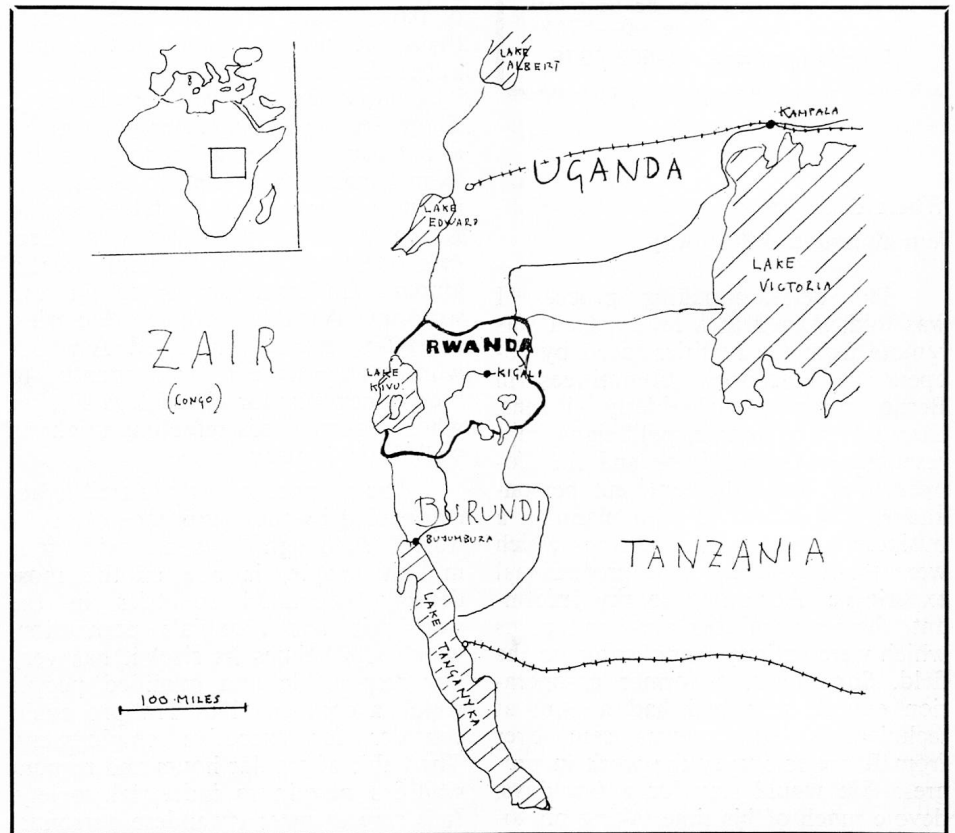 LAKE
ALBERT
KAMPALA
UGANDA
LAKE
EDWARD
LAKE
VICTORIA
ZAIR
(CONGO)
RWANDA
LAKE
KIVU
KIGALI
BURUNDI
BUJUMBURA
TANZANIA
LAKE TANGANYKA
100 MILES